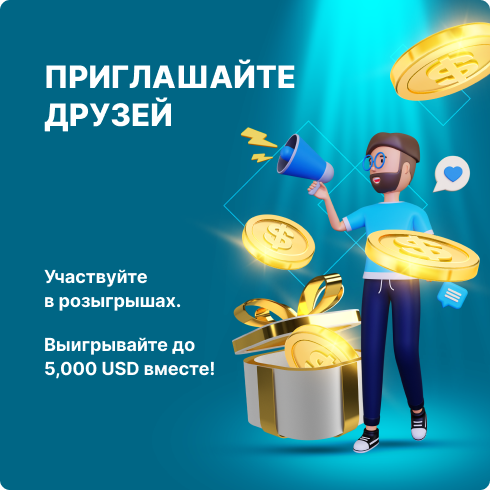 ПРИГЛАШАЙТЕ
ДРУЗЕЙ
Участвуйте
в розыгрышах.
Выигрывайте до
5,000 USD вместе!